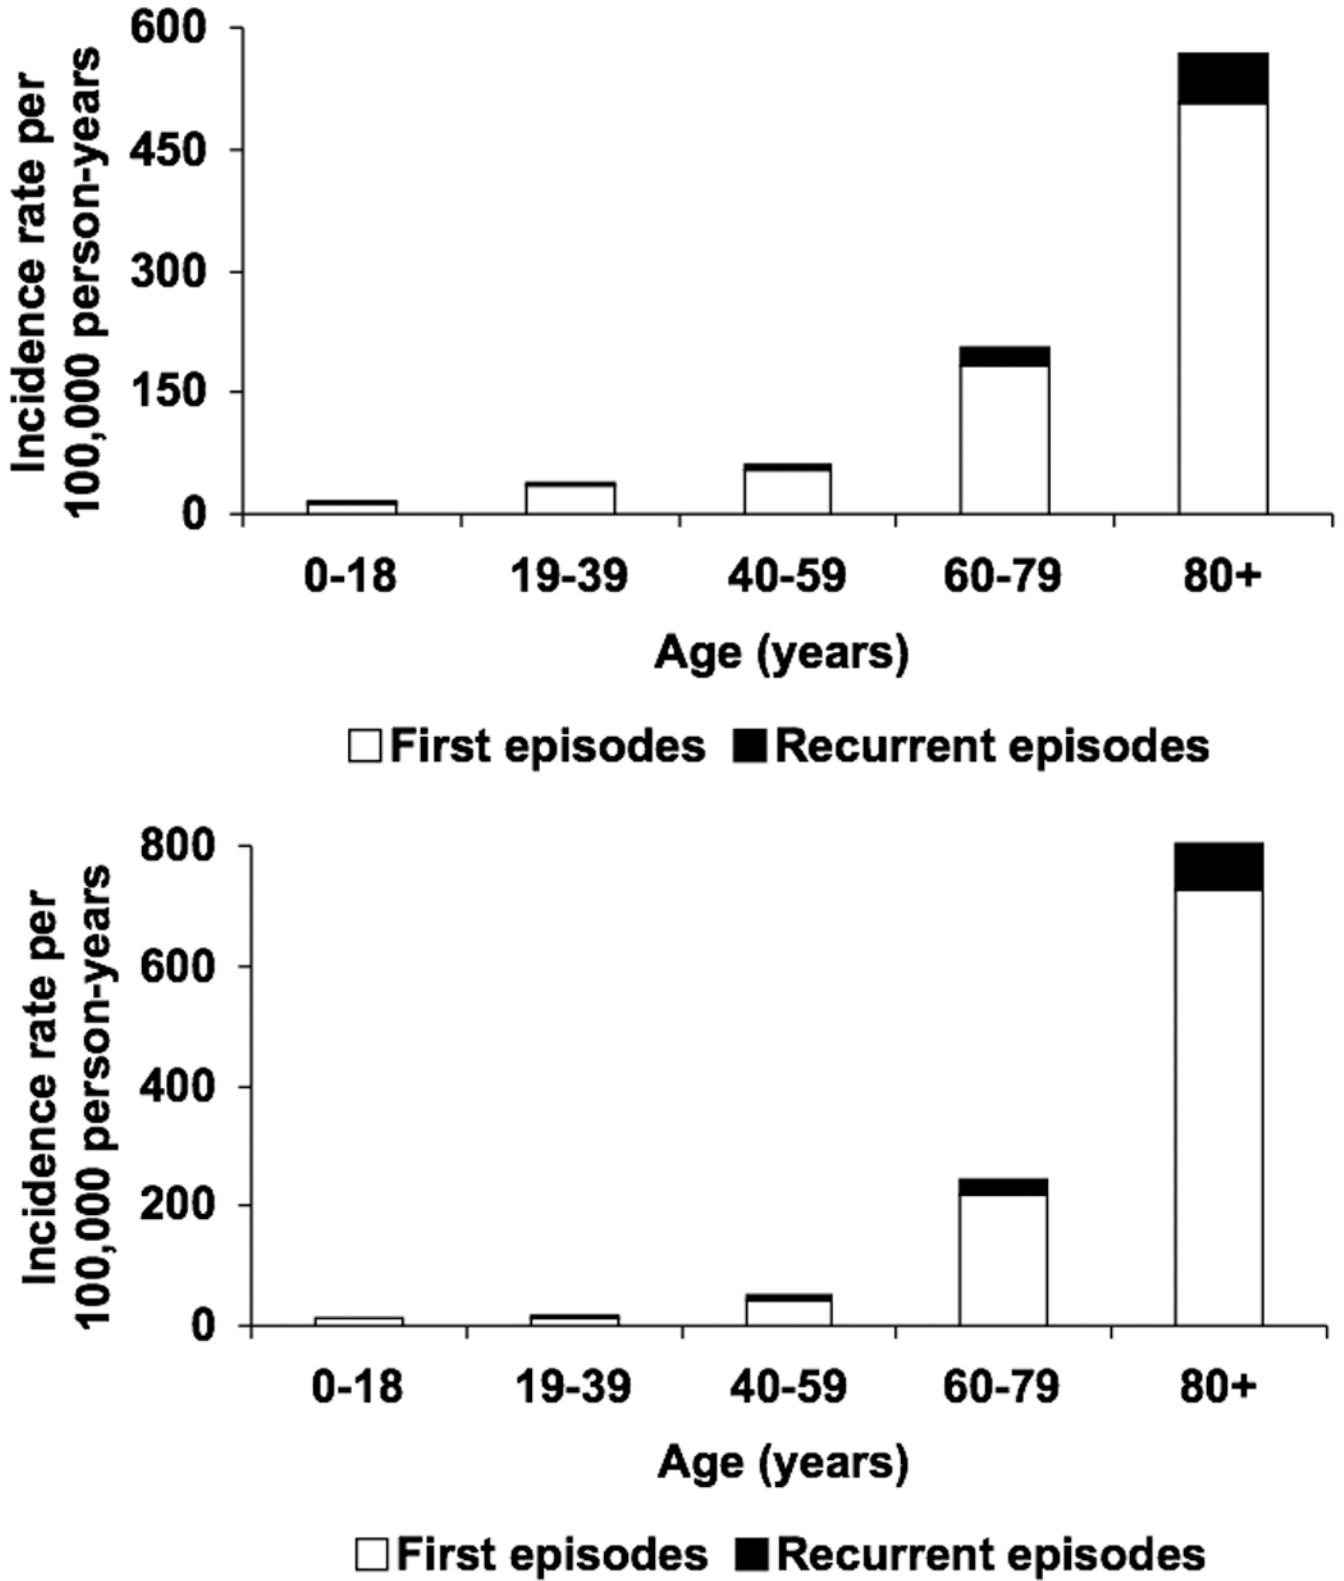 Incidence rate per
100,000 person-years
600
450
300
150
0
0-18 19-39 40-59 60-79 80+
Age (years)
First episodes Recurrent episodes
Incidence rate per
100,000 person-years
800
600
400
200
0
0-18 19-39 40-59 60-79 80+
Age (years)
First episodes Recurrent episodes